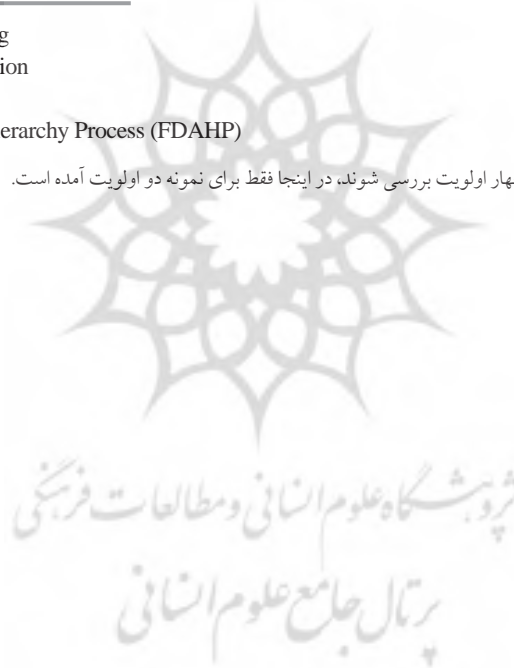 g
ion
erarchy Process (FDAHP)
هار اولویت بررسی شوند، در اینجا فقط برای نمونه دو اولویت آمده است.
پژوهشگاه علوم انسانی و مطالعات فرهنگی
پرتال جامع علوم انسانی